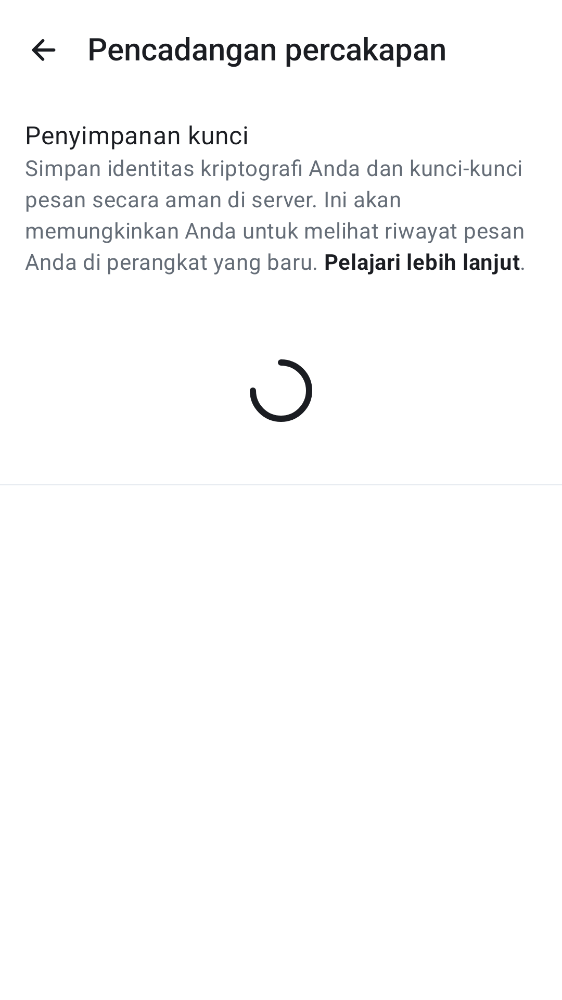 Pencadangan percakapan
Penyimpanan kunci
Simpan identitas kriptografi Anda dan kunci-kunci
pesan secara aman di server. Ini akan
memungkinkan Anda untuk melihat riwayat pesan
Anda di perangkat yang baru. Pelajari lebih lanjut.